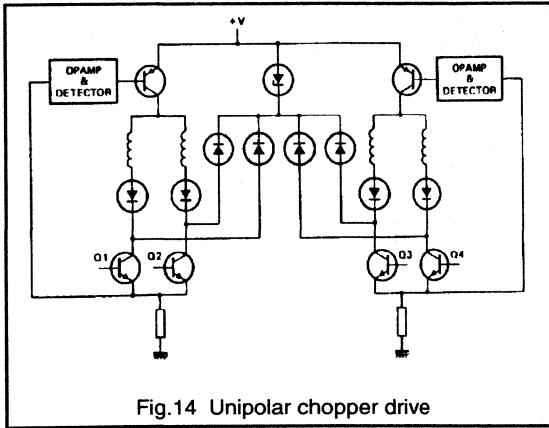 +V
OPAMP
&
DETECTOR
OPAMP
&
DETECTOR
Q1
Q2
Q3
Q4
Fig.14 Unipolar chopper drive